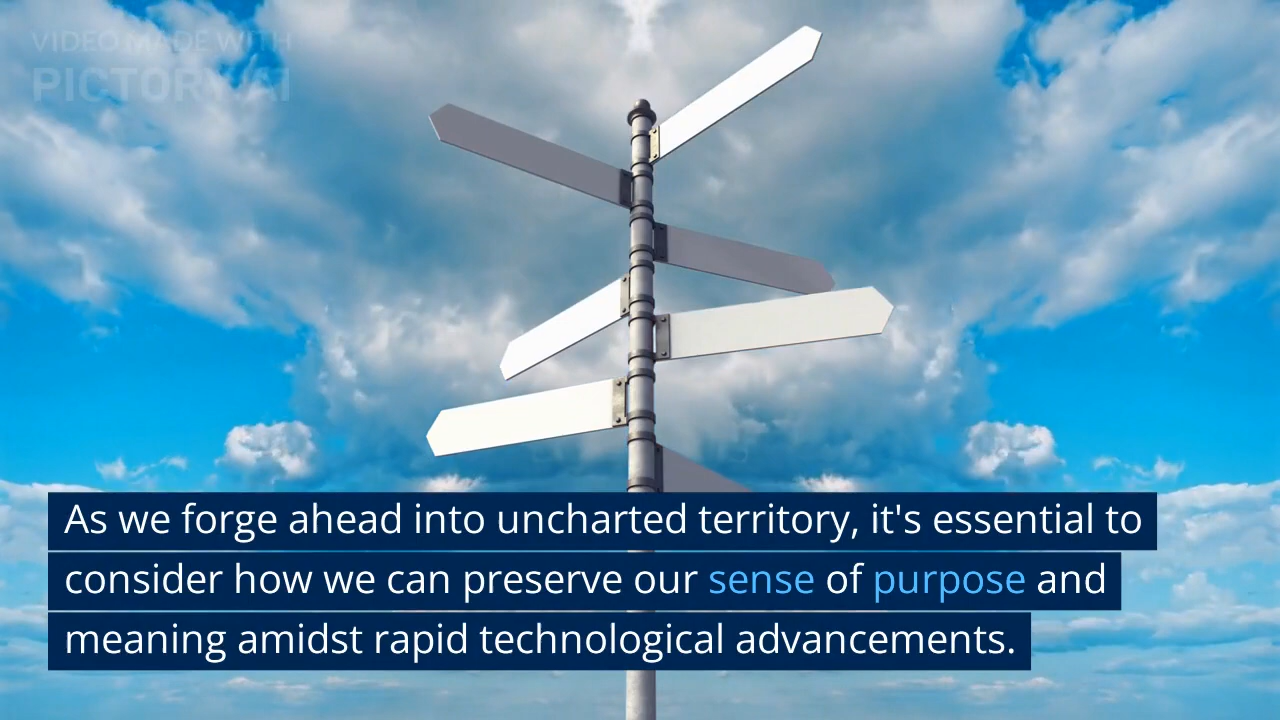 VIDEO MADE WITH
PICTORY.AI
As we forge ahead into uncharted territory, it's essential to
consider how we can preserve our sense of purpose and
meaning amidst rapid technological advancements.